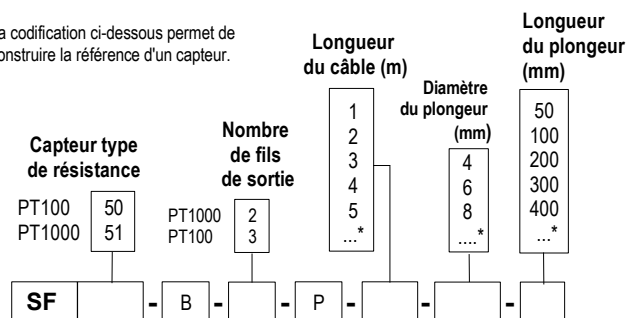 a codification ci-dessous permet de
onstruire la référence d'un capteur.
Longueur
du câble (m)
Longueur
du plongeur
(mm)
Diamètre
du plongeur
(mm)
Capteur type
de résistance
Nombre
de fils
de sortie
PT100 50
PT1000 51
PT1000 2
PT100 3
1
2
3
4
5
...*
4
6
8
....*
50
100
200
300
400
...*
SF - B - - P - - -